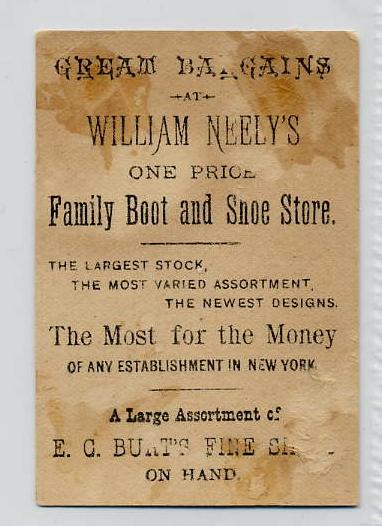 GREAT BARGAINS
AT
WILLIAM NEELY'S
ONE PRICE
Family Boot and Shoe Store.
THE LARGEST STOCK,
THE MOST VARIED ASSORTMENT,
THE NEWEST DESIGNS.
The Most for the Money
OF ANY ESTABLISHMENT IN NEW YORK
A Large Assortment of
E. C. BURT'S FINE
ON HAND.